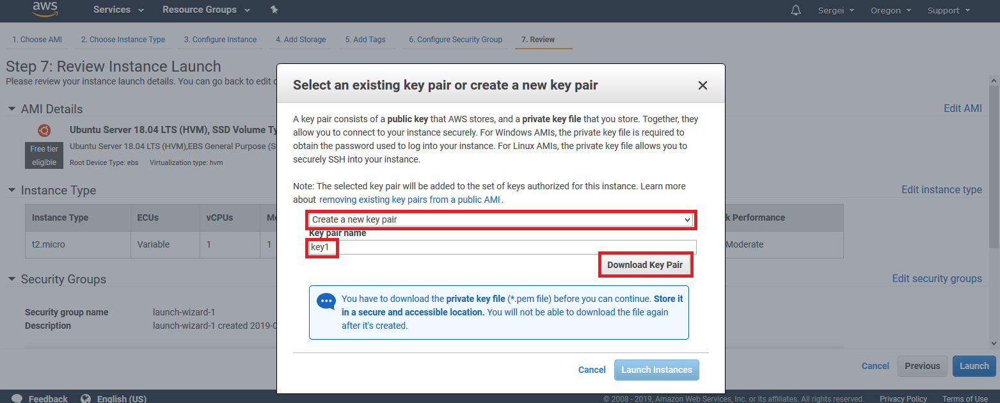 aws
Services
Resource Groups
Sergei
Oregon
Support
1. Choose AMI
2. Choose Instance Type
3. Configure Instance
4. Add Storage
5. Add Tags
6. Configure Security Group
7. Review
Step 7: Review Instance Launch
Please review your instance launch details. You can go back to edit
AMI Details
Edit AMI
Ubuntu Server 18.04 LTS (HVM), SSD Volume Ty
Free tier
eligible
Ubuntu Server 18.04 LTS (HVM),EBS General Purpose (S
Root Device Type: ebs
Virtualization type: hvm
Instance Type
Edit instance type
Instance Type
ECUs
vCPUs
k Performance
t2.micro
Variable
1
1
Moderate
Security Groups
Edit security groups
Security group name
launch-wizard-1
Description
launch-wizard-1 created 2019-0
Select an existing key pair or create a new key pair
A key pair consists of a public key that AWS stores, and a private key file that you store. Together, they
allow you to connect to your instance securely. For Windows AMIs, the private key file is required to
obtain the password used to log into your instance. For Linux AMIs, the private key file allows you to
securely SSH into your instance.
Note: The selected key pair will be added to the set of keys authorized for this instance. Learn more
about removing existing key pairs from a public AMI .
Create a new key pair
Key pair name
key1
Download Key Pair
You have to download the private key file (*.pem file) before you can continue. Store it
in a secure and accessible location. You will not be able to download the file again
after it's created.
Cancel
Launch Instances
Cancel
Previous
Launch
Feedback
English (US)
© 2008 - 2019, Amazon Web Services, Inc. or its affiliates. All rights reserved.
Privacy Policy
Terms of Use